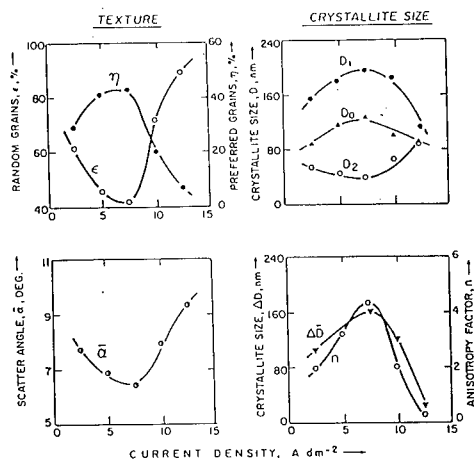 TEXTURE
CRYSTALLITE SIZE
RANDOM GRAINS, ε, %→
100
80
60
40
η
ϵ
60
40
20
0
PREFERRED GRAINS, η, %→
0 5 10 15
CRYSTALLITE SIZE, D, nm
240
160
80
0
D₁
D₀
D₂
0 5 10 15
SCATTER ANGLE, ᾱ, DEG.
11
9
7
5
ᾱ
0 5 10 15
CRYSTALLITE SIZE, ΔD, nm
240
160
80
0
ΔD̄
n
6
4
2
0
ANISOTROPY FACTOR, n
0 5 10 15
CURRENT DENSITY, A dm⁻² →